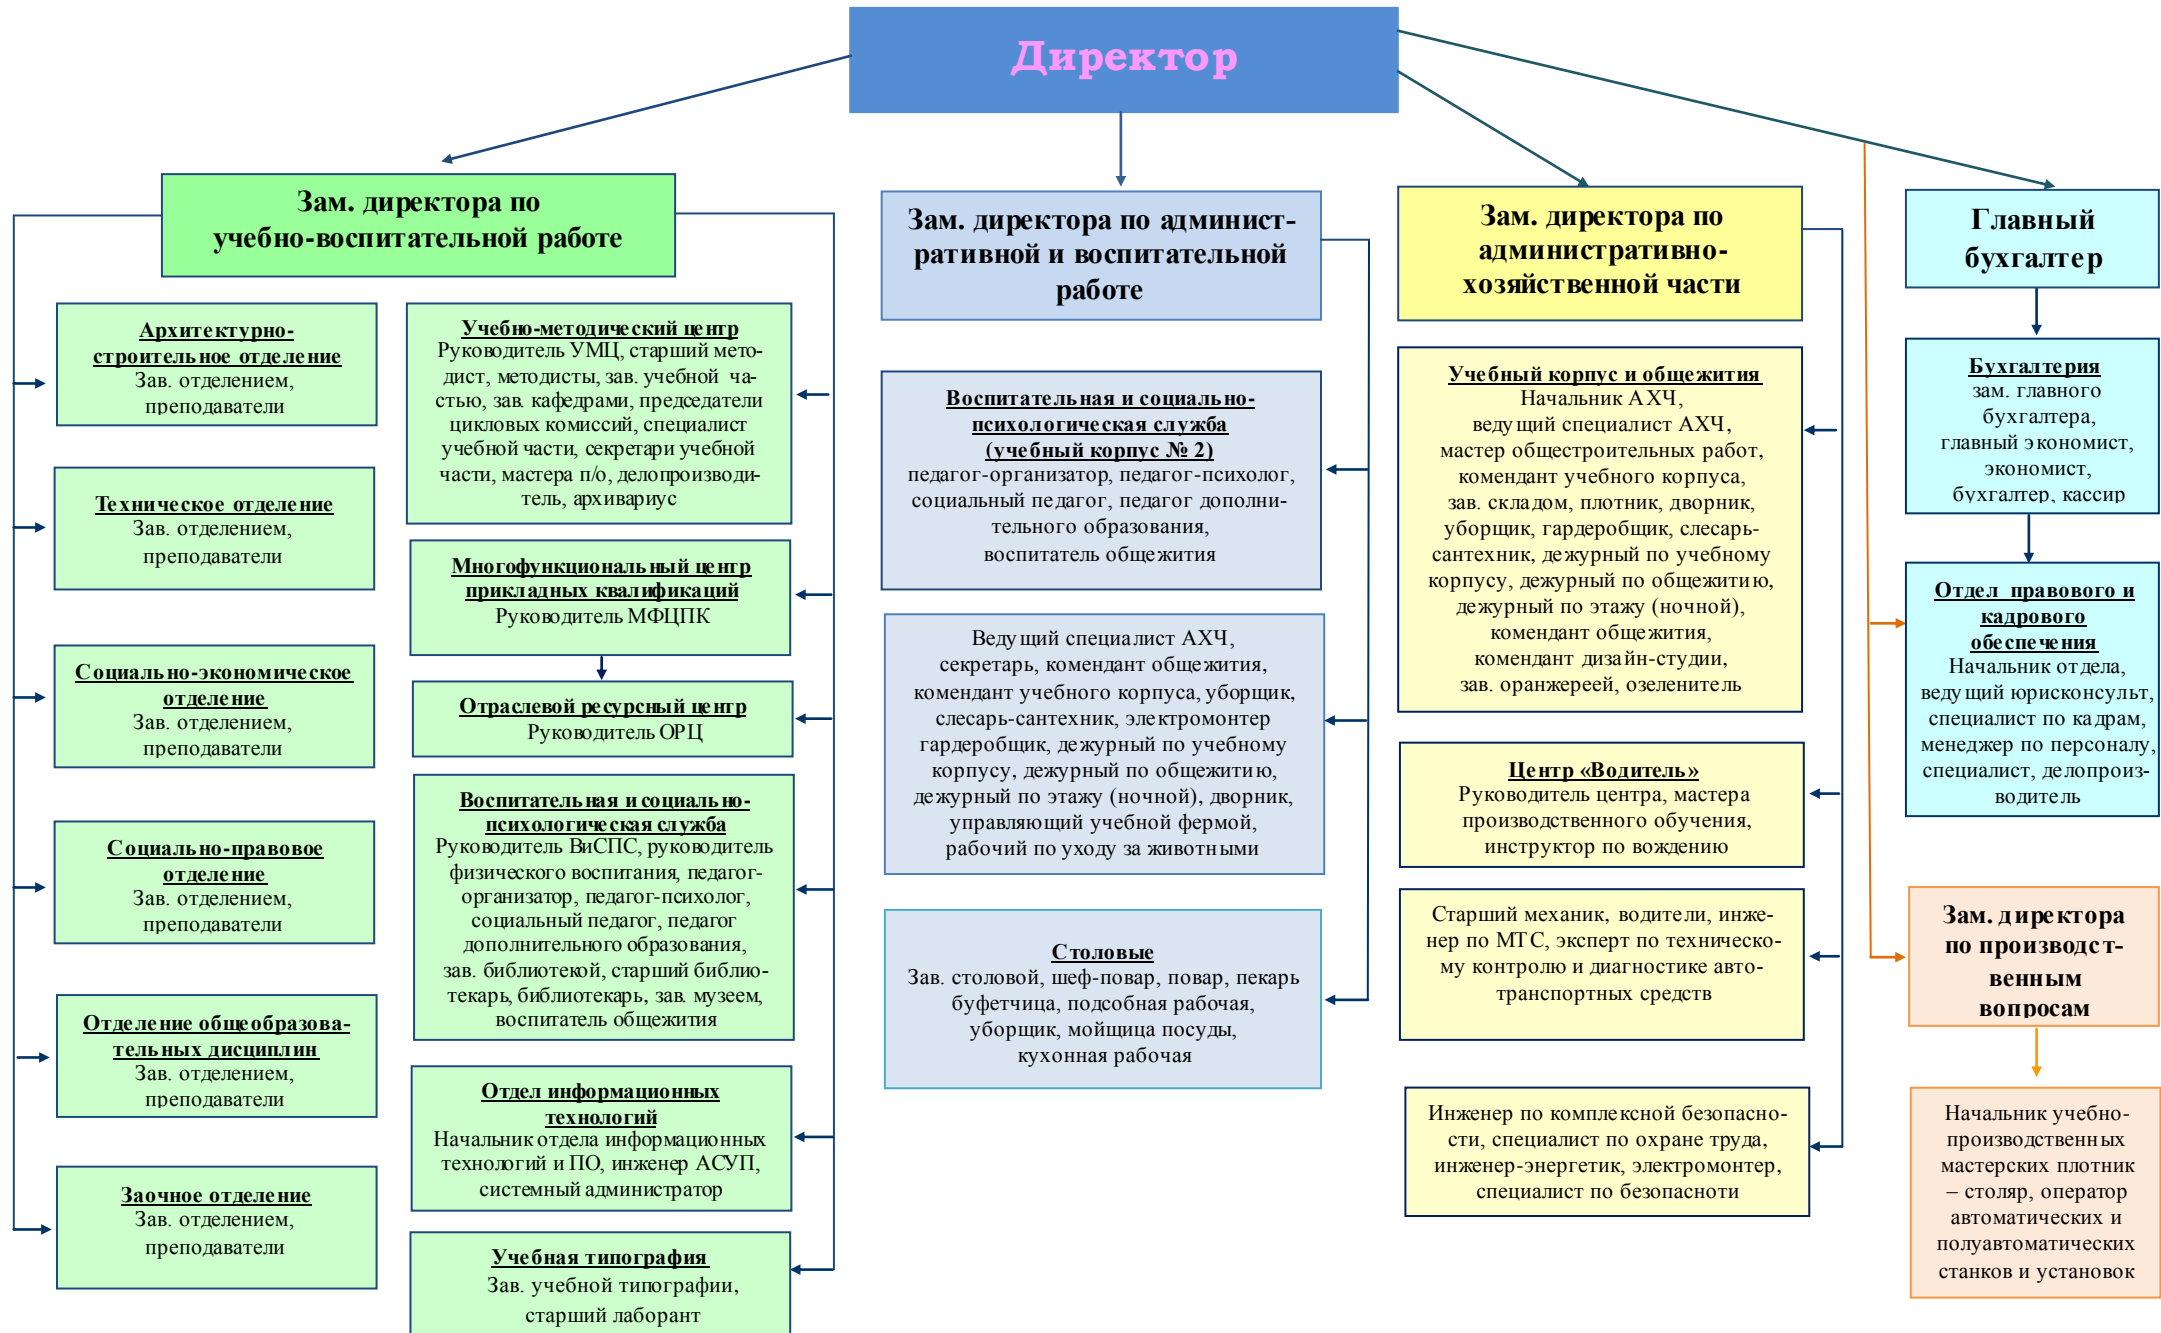 Директор
Зам. директора по
учебно-воспитательной работе
Архитектурно-
строительное отделение
Зав. отделением,
преподаватели
Техническое отделение
Зав. отделением,
преподаватели
Социально-экономическое
отделение
Зав. отделением,
преподаватели
Социально-правовое
отделение
Зав. отделением,
преподаватели
Отделение общеобразова-
тельных дисциплин
Зав. отделением,
преподаватели
Заочное отделение
Зав. отделением,
преподаватели
Учебно-методический центр
Руководитель УМЦ, старший мето-
дист, методисты, зав. учебной ча-
стью, зав. кафедрами, председатели
цикловых комиссий, специалист
учебной части, секретари учебной
части, мастера п/о, делопроизводи-
тель, архивариус
Многофункциональный центр
прикладных квалификаций
Руководитель МФЦПК
Отраслевой ресурсный центр
Руководитель ОРЦ
Воспитательная и социально-
психологическая служба
Руководитель ВиСПС, руководитель
физического воспитания, педагог-
организатор, педагог-психолог,
социальный педагог, педагог
дополнительного образования,
зав. библиотекой, старший библио-
текарь, библиотекарь, зав. музеем,
воспитатель общежития
Отдел информационных
технологий
Начальник отдела информационных
технологий и ПО, инженер АСУП,
системный администратор
Учебная типография
Зав. учебной типографии,
старший лаборант
Зам. директора по админист-
ративной и воспитательной
работе
Воспитательная и социально-
психологическая служба
(учебный корпус № 2)
педагог-организатор, педагог-психолог,
социальный педагог, педагог дополни-
тельного образования,
воспитатель общежития
Ведущий специалист АХЧ,
секретарь, комендант общежития,
комендант учебного корпуса, уборщик,
слесарь-сантехник, электромонтер
гардеробщик, дежурный по учебному
корпусу, дежурный по общежитию,
дежурный по этажу (ночной), дворник,
управляющий учебной фермой,
рабочий по уходу за животными
Столовые
Зав. столовой, шеф-повар, повар, пекарь
буфетчица, подсобная рабочая,
уборщик, мойщица посуды,
кухонная рабочая
Зам. директора по
административно-
хозяйственной части
Учебный корпус и общежития
Начальник АХЧ,
ведущий специалист АХЧ,
мастер общестроительных работ,
комендант учебного корпуса,
зав. складом, плотник, дворник,
уборщик, гардеробщик, слесарь-
сантехник, дежурный по учебному
корпусу, дежурный по общежитию,
дежурный по этажу (ночной),
комендант общежития,
комендант дизайн-студии,
зав. оранжереей, озеленитель
Центр «Водитель»
Руководитель центра, мастера
производственного обучения,
инструктор по вождению
Старший механик, водители, инже-
нер по МТС, эксперт по техническо-
му контролю и диагностике авто-
транспортных средств
Инженер по комплексной безопасно-
сти, специалист по охране труда,
инженер-энергетик, электромонтер,
специалист по безопасноти
Главный
бухгалтер
Бухгалтерия
зам. главного
бухгалтера,
главный экономист,
экономист,
бухгалтер, кассир
Отдел правового и
кадрового
обеспечения
Начальник отдела,
ведущий юрисконсульт,
специалист по кадрам,
менеджер по персоналу,
специалист, делопроиз-
водитель
Зам. директора
по производст-
венным
вопросам
Начальник учебно-
производственных
мастерских плотник
– столяр, оператор
автоматических и
полуавтоматических
станков и установок